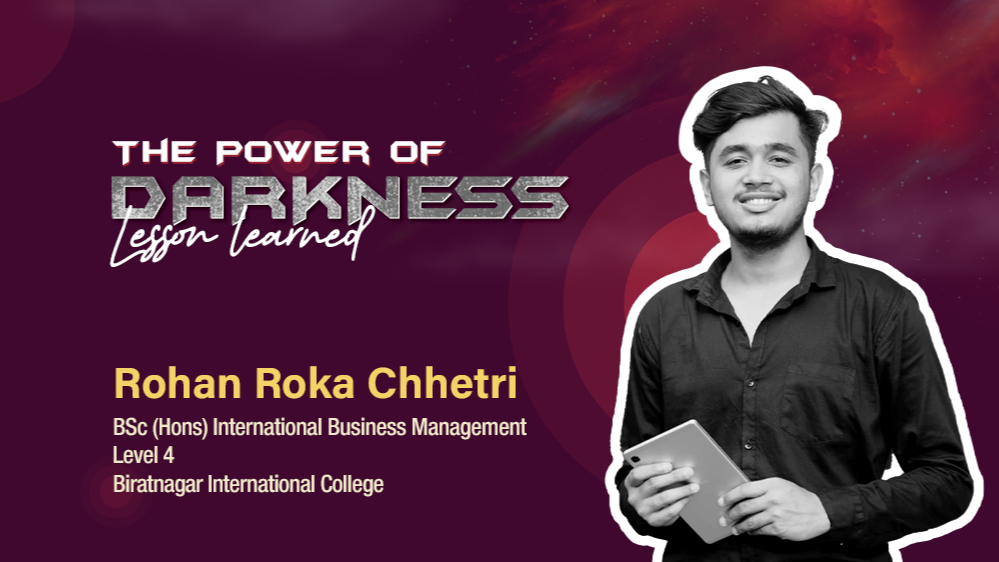 THE POWER OF
DARKNESS
Lesson learned
Rohan Roka Chhetri
BSc (Hons) International Business Management
Level 4
Biratnagar International College